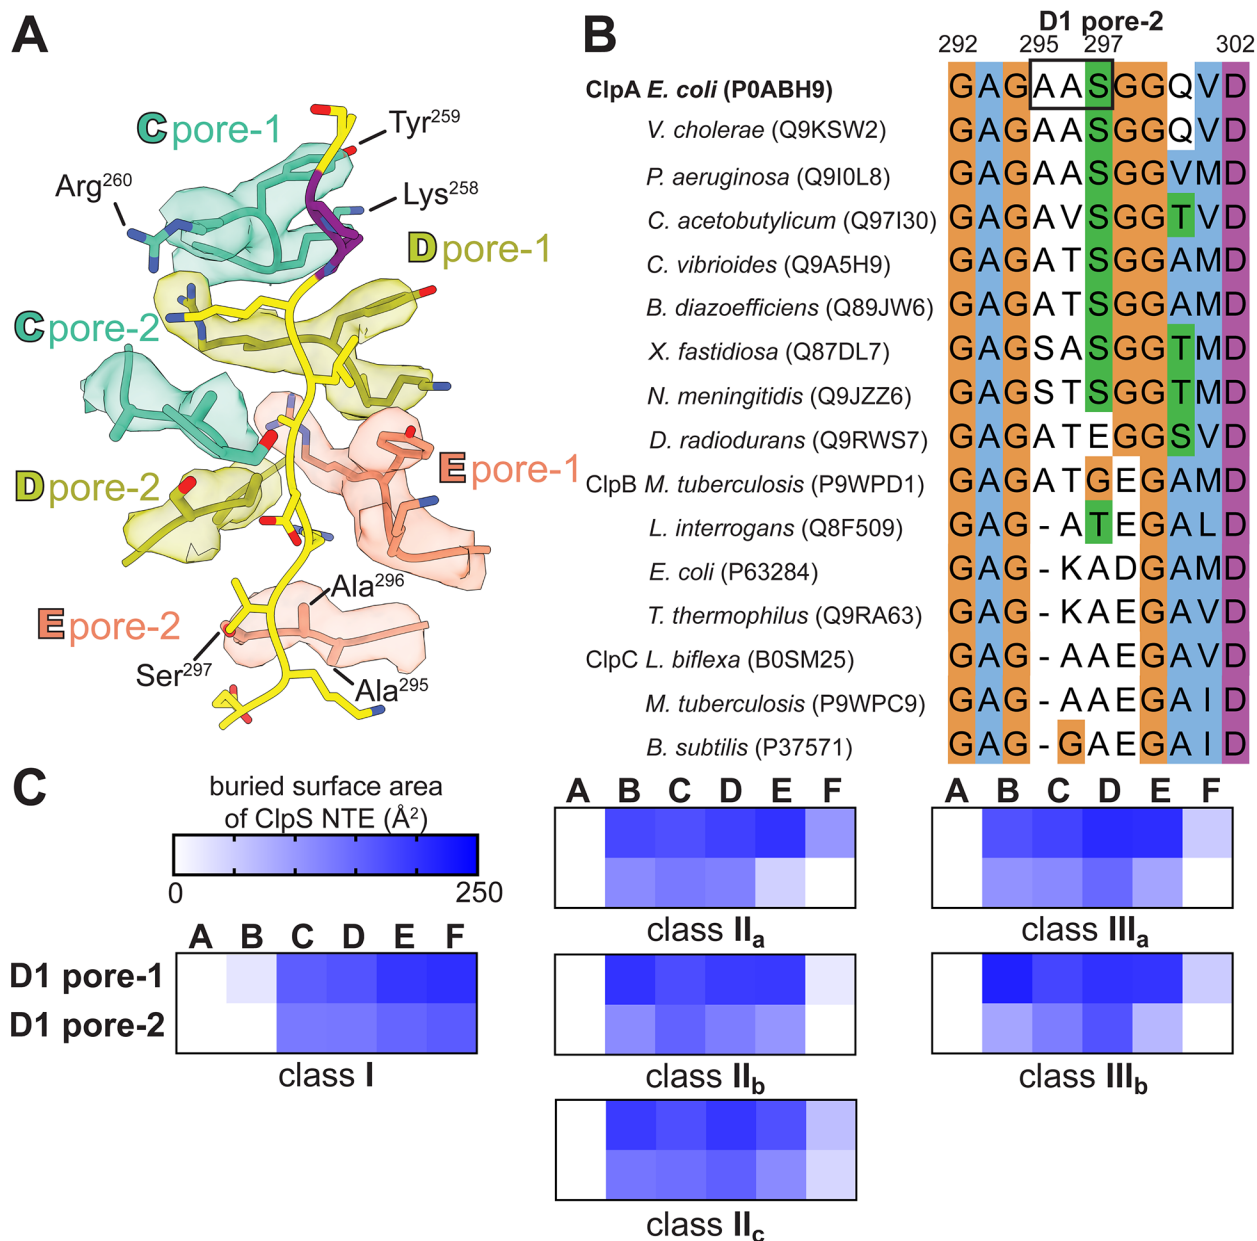 A
C pore-1
Tyr259
Arg260
Lys258
D pore-1
C pore-2
E pore-1
D pore-2
Ala296
E pore-2
Ser297
Ala295
B
D1 pore-2
292 295 297 302
ClpA E. coli (P0ABH9) GAGAASGGQVD
V. cholerae (Q9KSW2) GAGAASGGQVD
P. aeruginosa (Q9I0L8) GAGAASGGVMD
C. acetobutylicum (Q97I30) GAGAVSGGTVD
C. vibrioides (Q9A5H9) GAGATSGGAMD
B. diazoefficiens (Q89JW6) GAGATSGGAMD
X. fastidiosa (Q87DL7) GAGSASGGTMD
N. meningitidis (Q9JZZ6) GAGSTSGGTMD
D. radiodurans (Q9RWS7) GAGATEGGSVD
ClpB M. tuberculosis (P9WPD1) GAGATGEGAMD
L. interrogans (Q8F509) GAG-ATEGALD
E. coli (P63284) GAG-KADGAMD
T. thermophilus (Q9RA63) GAG-KAEGAVD
ClpC L. biflexa (B0SM25) GAG-AAEGAVD
M. tuberculosis (P9WPC9) GAG-AAEGAID
B. subtilis (P37571) GAG-GAEGAID
C
buried surface area
of ClpS NTE (Å2)
0 250
A B C D E F
D1 pore-1
D1 pore-2
class I
A B C D E F
class IIa
class IIb
class IIc
A B C D E F
class IIIa
class IIIb